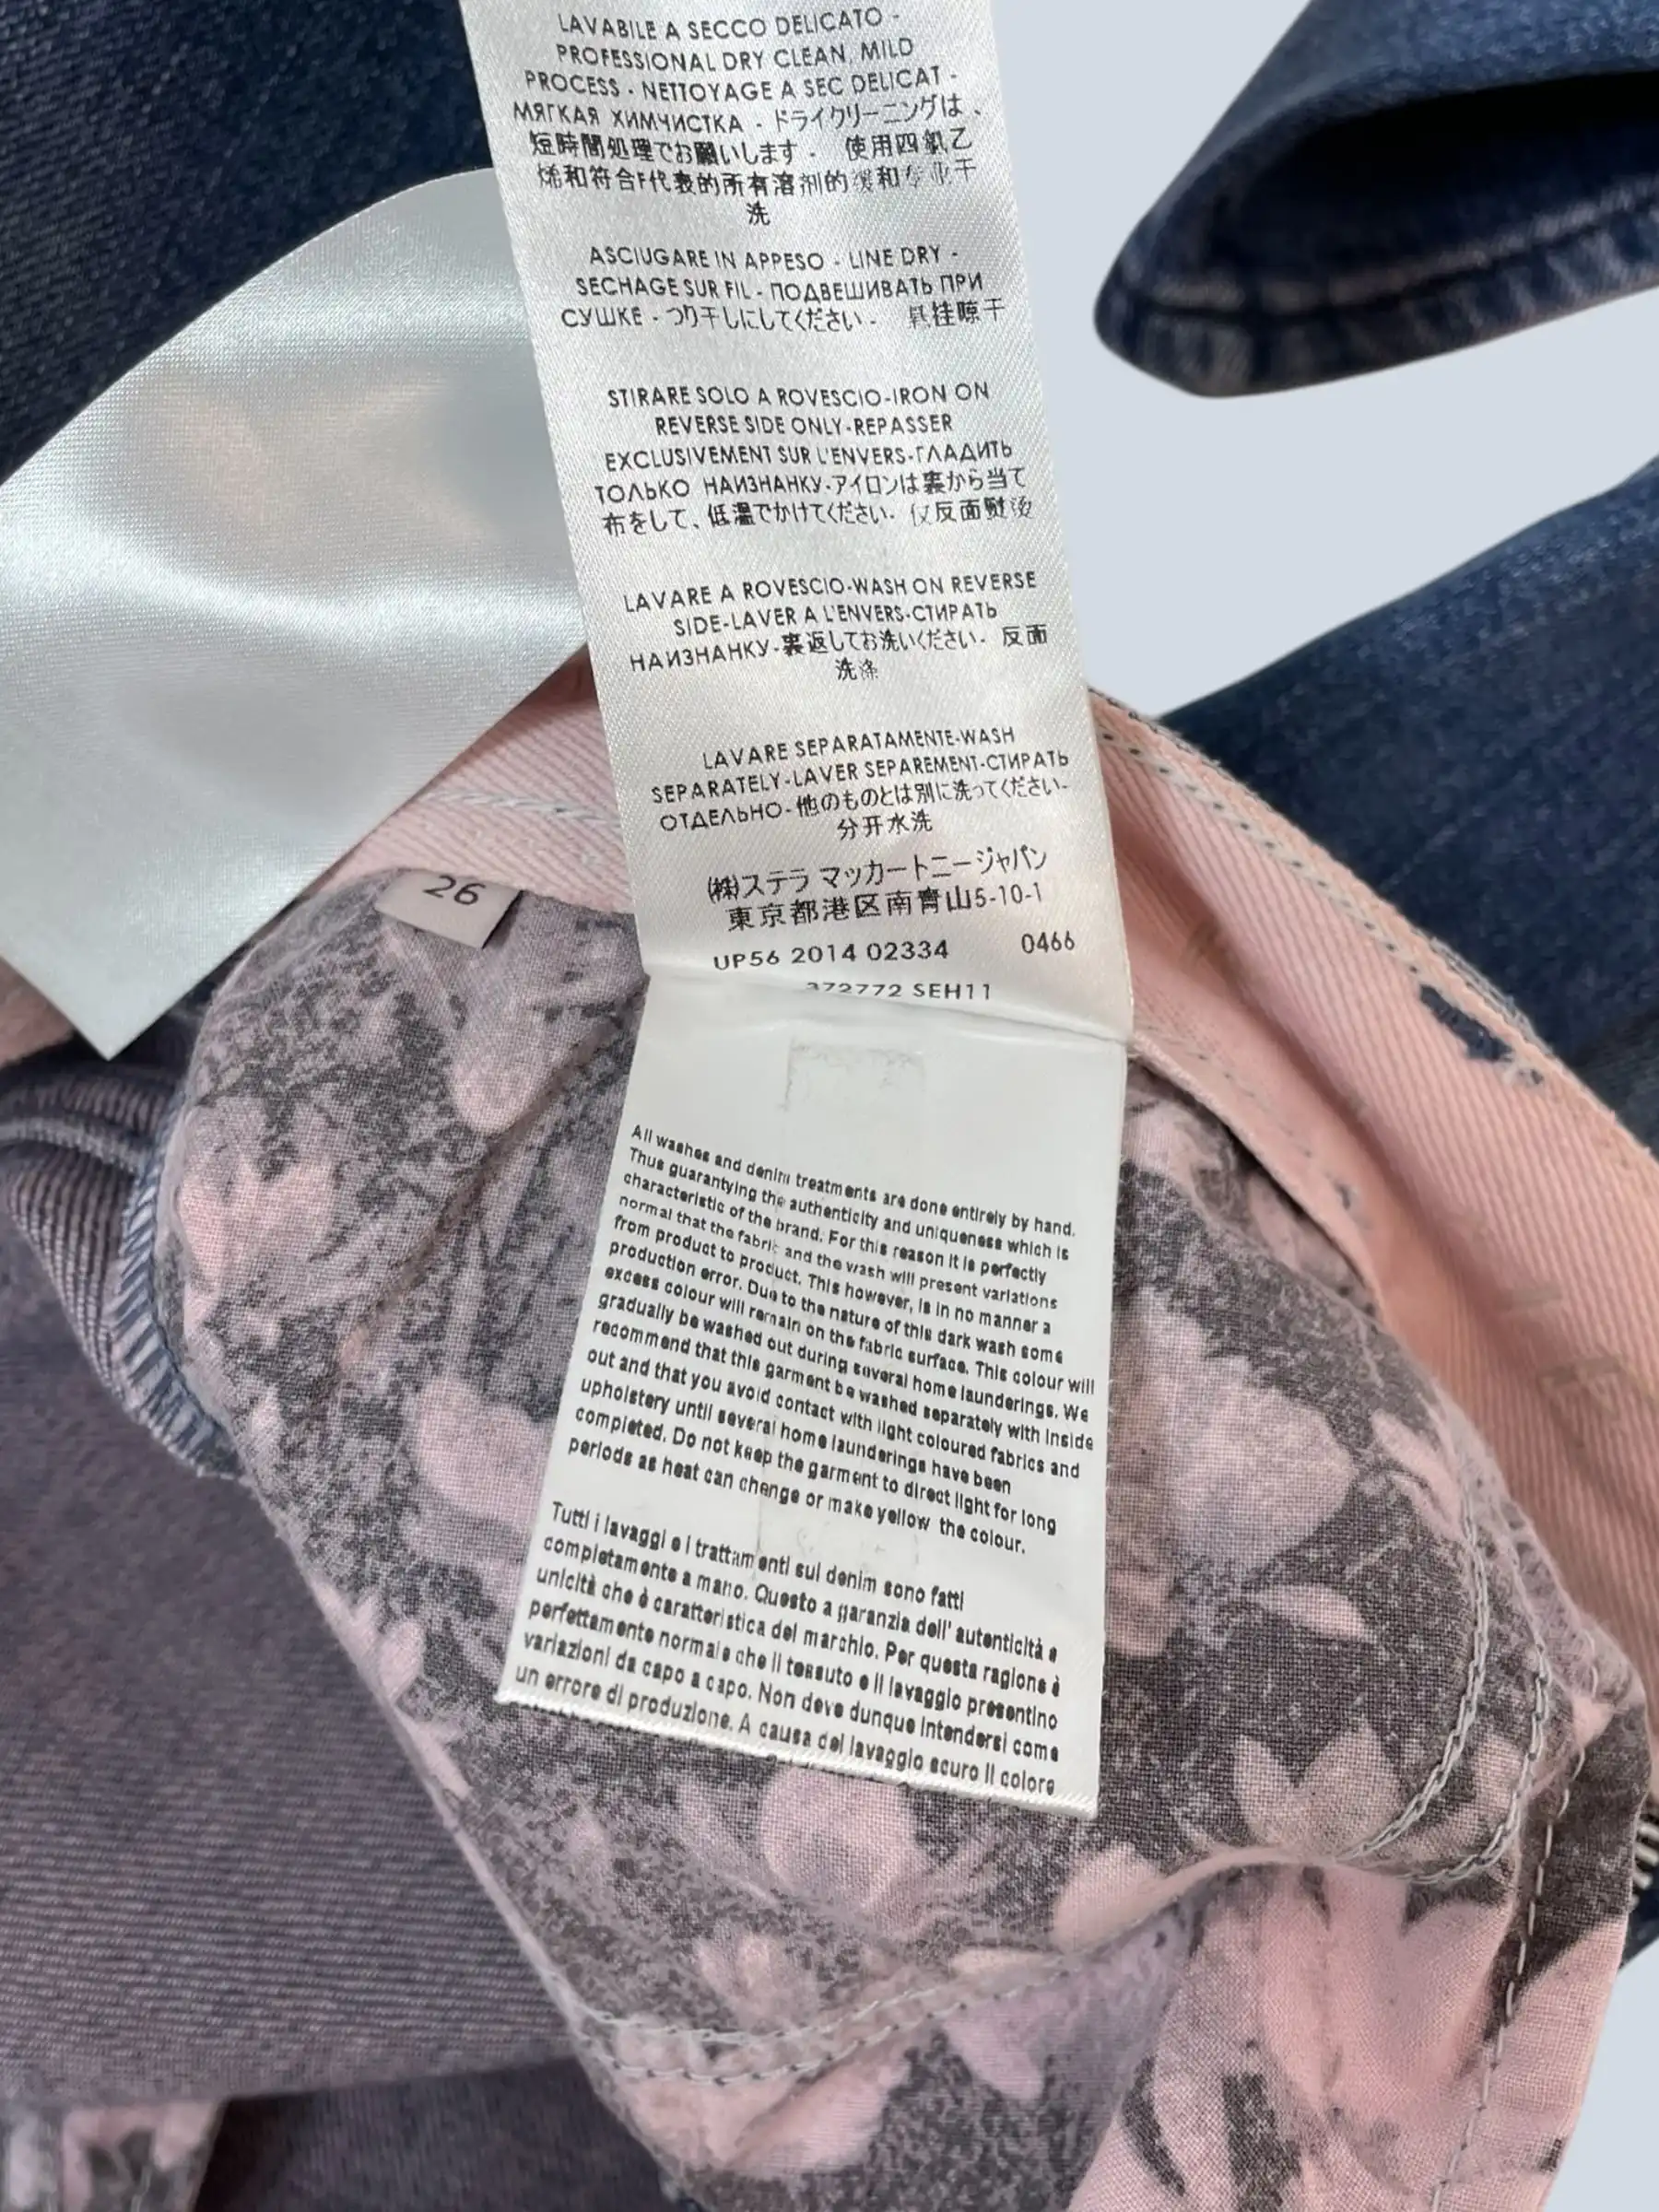 LAVABILE A SECCO DELICATO -
PROFESSIONAL DRY CLEAN, MILD
PROCESS - NETTOYAGE A SEC DELICAT -
МЯГКАЯ ХИМЧИСТКА - ドライクリーニングは、
短時間処理でお願いします - 使用四氯乙
烯和符合F代表的所有溶剂的缓和专业干
洗
ASCIUGARE IN APPESO - LINE DRY -
SECHAGE SUR FIL - ПОДВЕШИВАТЬ ПРИ
СУШКЕ - つり干しにしてください - 悬挂晾干
STIRARE SOLO A ROVESCIO-IRON ON
REVERSE SIDE ONLY-REPASSER
EXCLUSIVEMENT SUR L'ENVERS-ГЛАДИТЬ
ТОЛЬКО НАИЗНАНКУ-アイロンは裏から当て
布をして、低温でかけてください- 仅反面熨烫
LAVARE A ROVESCIO-WASH ON REVERSE
SIDE-LAVER A L'ENVERS-СТИРАТЬ
НАИЗНАНКУ-裏返してお洗いください- 反面
洗涤
LAVARE SEPARATAMENTE-WASH
SEPARATELY-LAVER SEPAREMENT-СТИРАТЬ
ОТДЕЛЬНО-他のものとは別に洗ってください-
分开水洗
(株)ステラ マッカートニージャパン
東京都港区南青山5-10-1
UP56 2014 02334 0466
372772 SEH11
26
All washes and denim treatments are done entirely by hand.
Thus guarantying the authenticity and uniqueness which is
characteristic of the brand. For this reason it is perfectly
normal that the fabric and the wash will present variations
from product to product. This however, is in no manner a
production error. Due to the nature of this dark wash some
excess colour will remain on the fabric surface. This colour will
gradually be washed out during several home launderings. We
recommend that this garment be washed separately with inside
out and that you avoid contact with light coloured fabrics and
upholstery until several home launderings have been
completed. Do not keep the garment to direct light for long
periods as heat can change or make yellow the colour.
Tutti i lavaggi e i trattamenti sul denim sono fatti
completamente a mano. Questo a garanzia dell' autenticità e
unicità che è caratteristica del marchio. Per questa ragione è
perfettamente normale che il tessuto e il lavaggio presentino
variazioni da capo a capo. Non deve dunque intendersi come
un errore di produzione. A causa del lavaggio scuro il colore